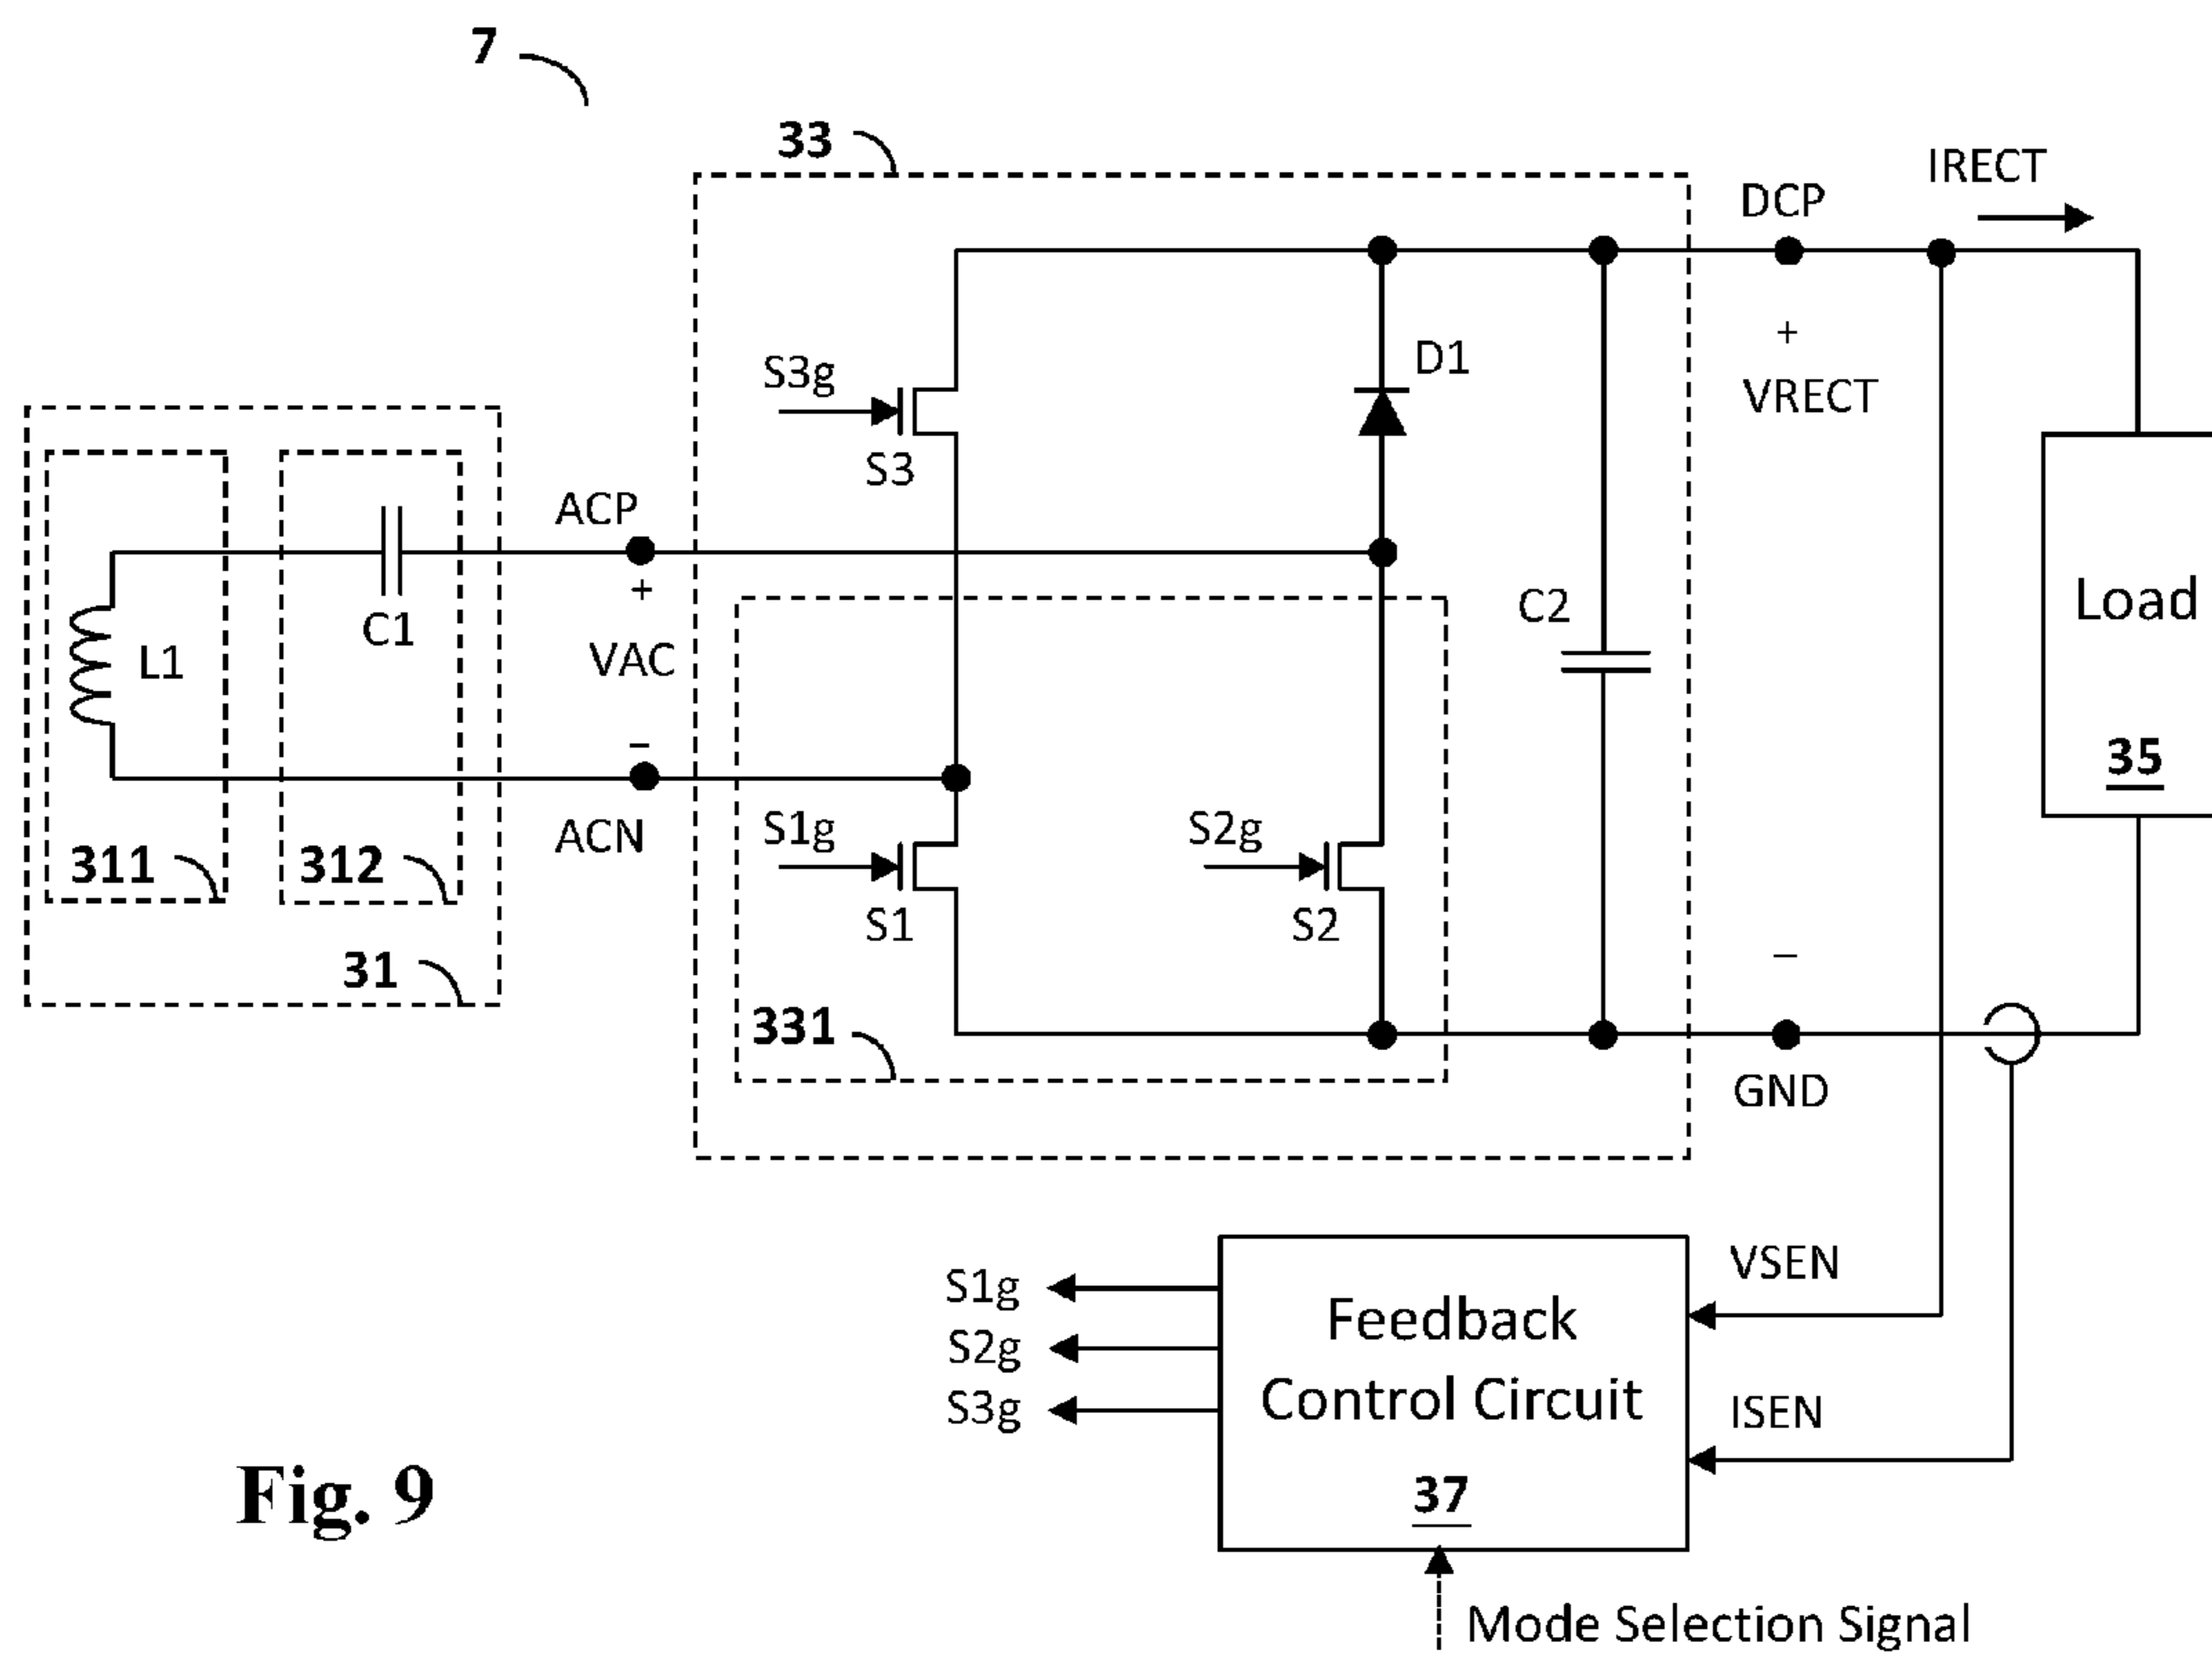 7
33
IRECT
DCP
+
VRECT
S3g
D1
S3
ACP
+
C1
VAC
L1
C2
Load
35
–
ACN
S1g
S2g
311
312
S1
S2
31
–
331
GND
S1g
S2g
S3g
Feedback
Control Circuit
37
VSEN
ISEN
Mode Selection Signal
Fig. 9